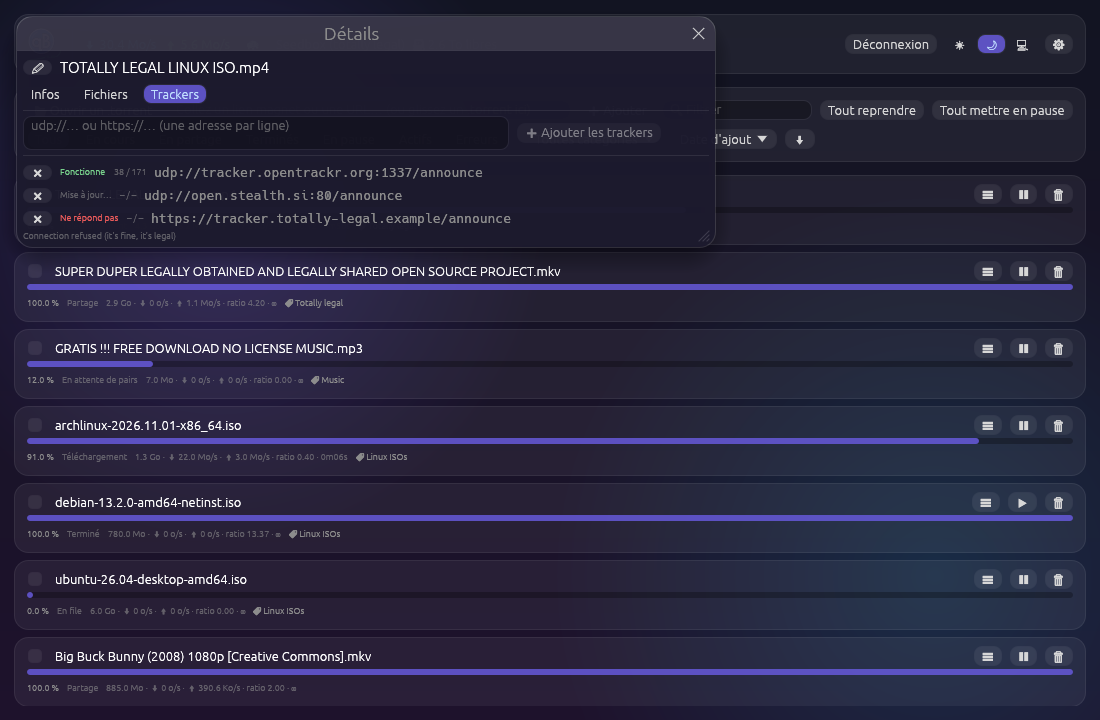 Détails
Déconnexion
TOTALLY LEGAL LINUX ISO.mp4
Infos Fichiers Trackers
udp://… ou https://… (une adresse par ligne) Ajouter les trackers
Tout reprendre Tout mettre en pause
d'ajout
Fonctionne 38 / 171 udp://tracker.opentrackr.org:1337/announce
Mise à jour… −/− udp://open.stealth.si:80/announce
Ne répond pas −/− https://tracker.totally-legal.example/announce
Connection refused (it's fine, it's legal)
SUPER DUPER LEGALLY OBTAINED AND LEGALLY SHARED OPEN SOURCE PROJECT.mkv
100.0 % Partage 2.9 Go · 0 o/s · 1.1 Mo/s · ratio 4.20 · ∞ Totally legal
GRATIS !!! FREE DOWNLOAD NO LICENSE MUSIC.mp3
12.0 % En attente de pairs 7.0 Mo · 0 o/s · 0 o/s · ratio 0.00 · ∞ Music
archlinux-2026.11.01-x86_64.iso
91.0 % Téléchargement 1.3 Go · 22.0 Mo/s · 3.0 Mo/s · ratio 0.40 · 0m06s Linux ISOs
debian-13.2.0-amd64-netinst.iso
100.0 % Terminé 780.0 Mo · 0 o/s · 0 o/s · ratio 13.37 · ∞ Linux ISOs
ubuntu-26.04-desktop-amd64.iso
0.0 % En file 6.0 Go · 0 o/s · 0 o/s · ratio 0.00 · ∞ Linux ISOs
Big Buck Bunny (2008) 1080p [Creative Commons].mkv
100.0 % Partage 885.0 Mo · 0 o/s · 390.6 Ko/s · ratio 2.00 · ∞